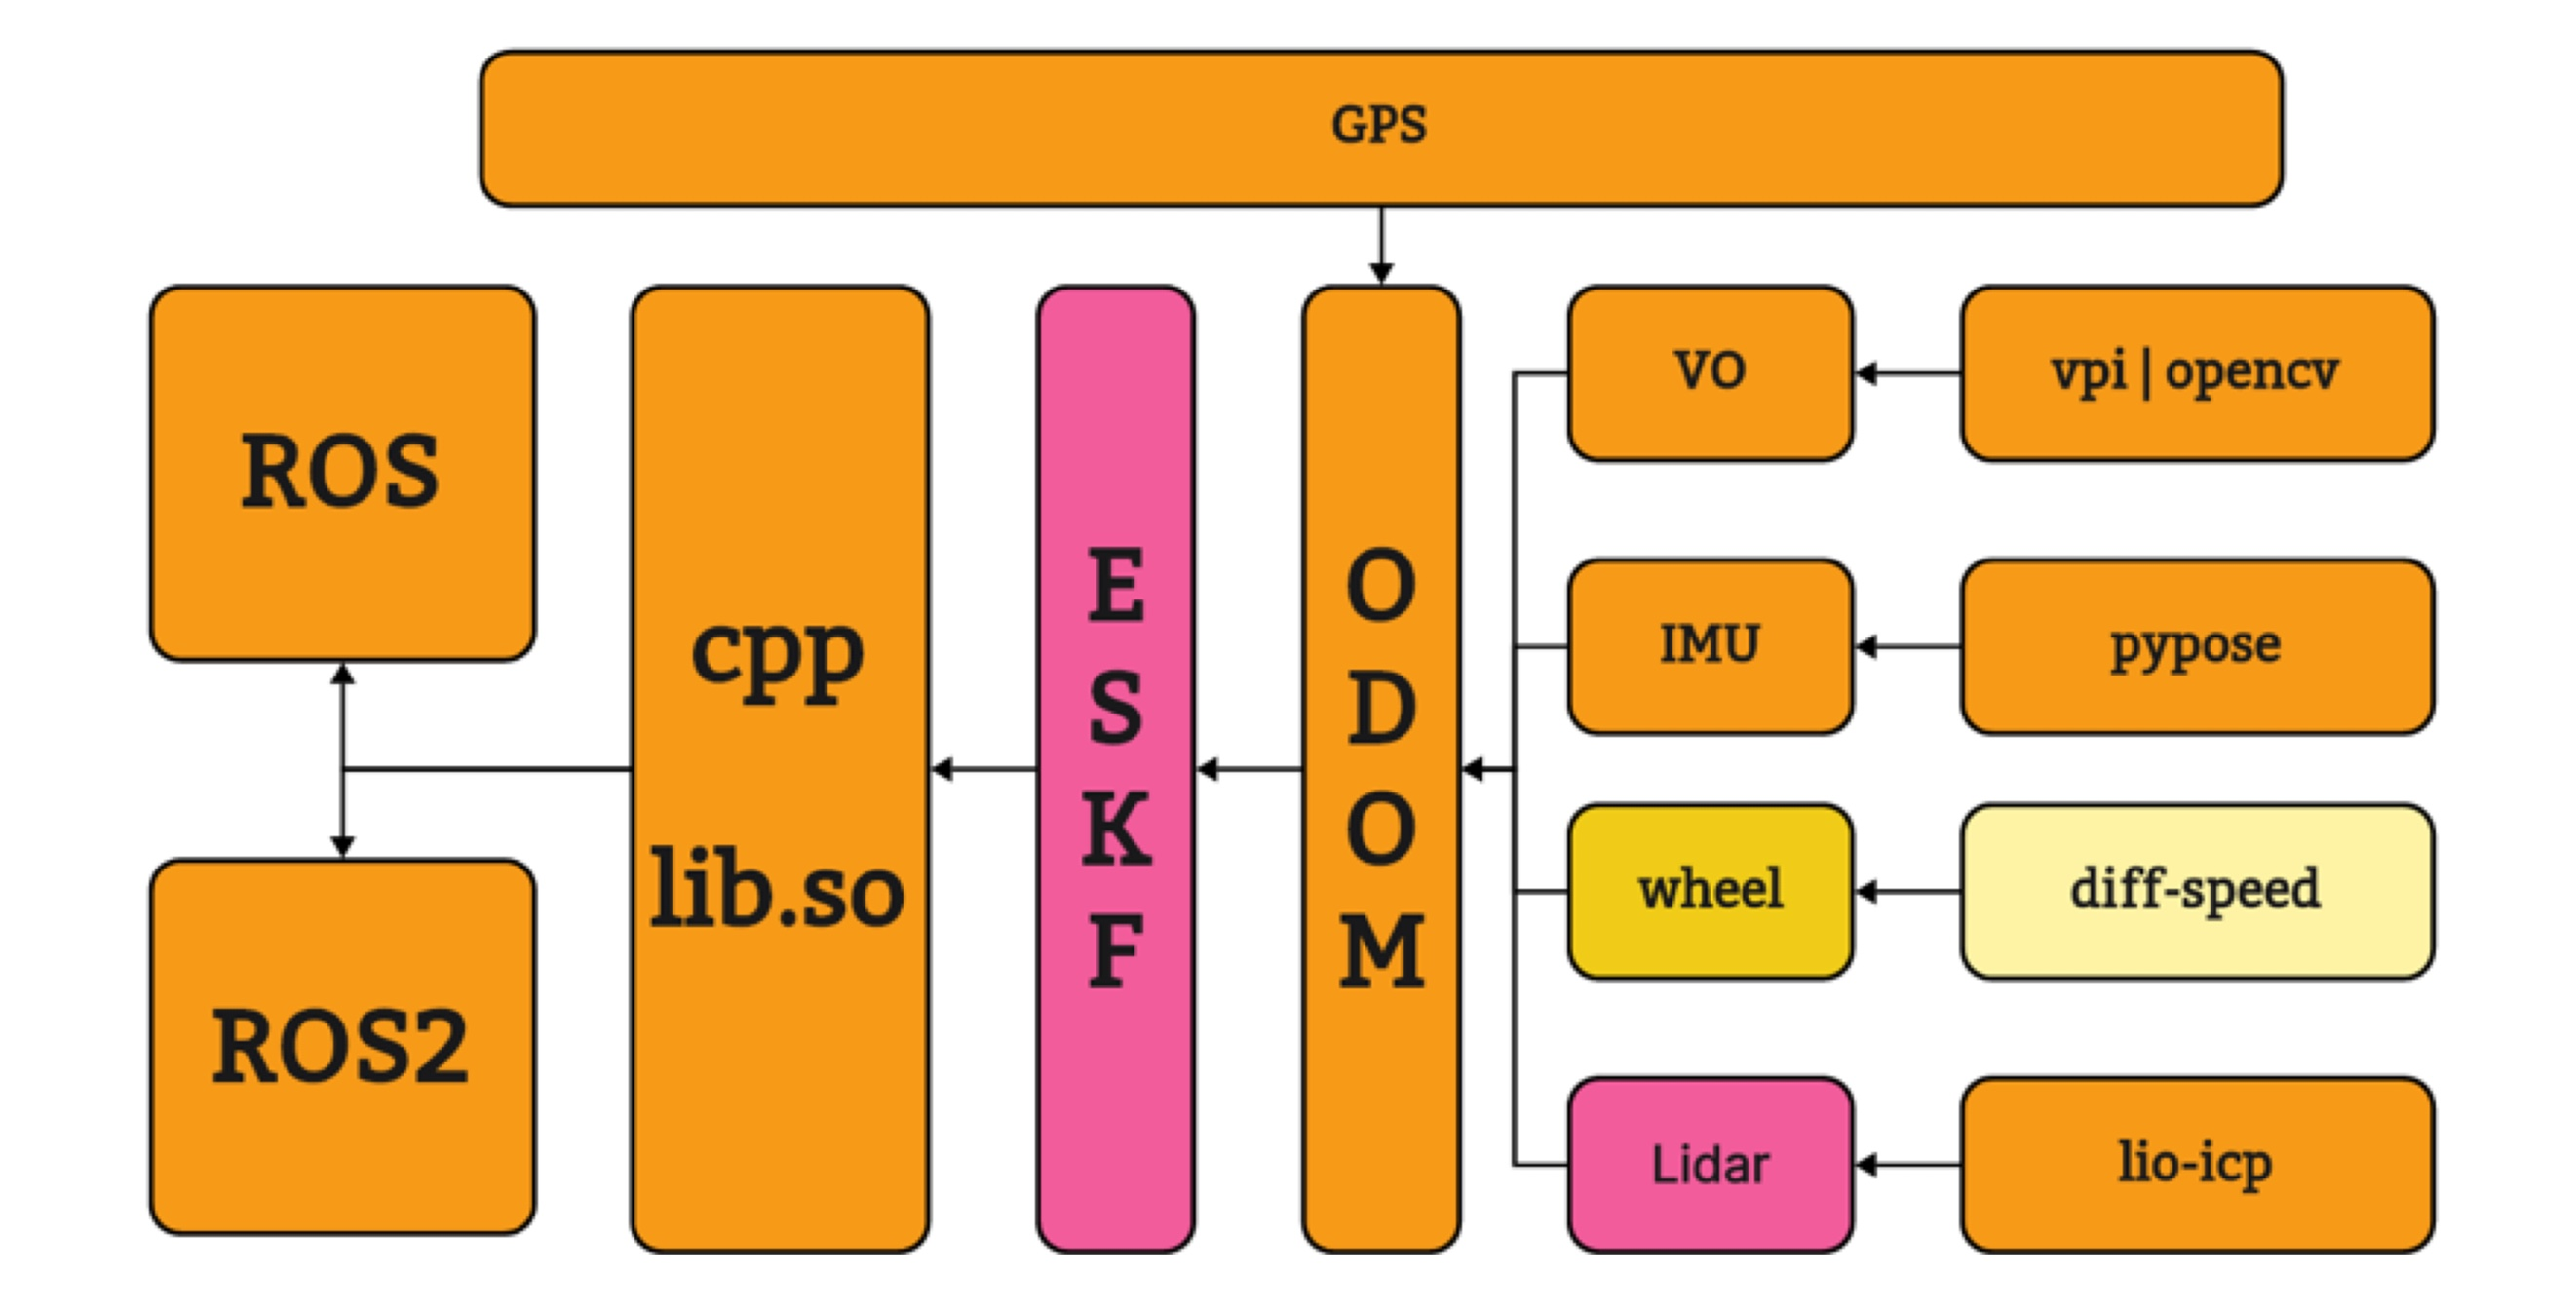 GPS
ROS
ROS2
cpp
lib.so
E
S
K
F
O
D
O
M
VO
vpi | opencv
IMU
pypose
wheel
diff-speed
Lidar
lio-icp